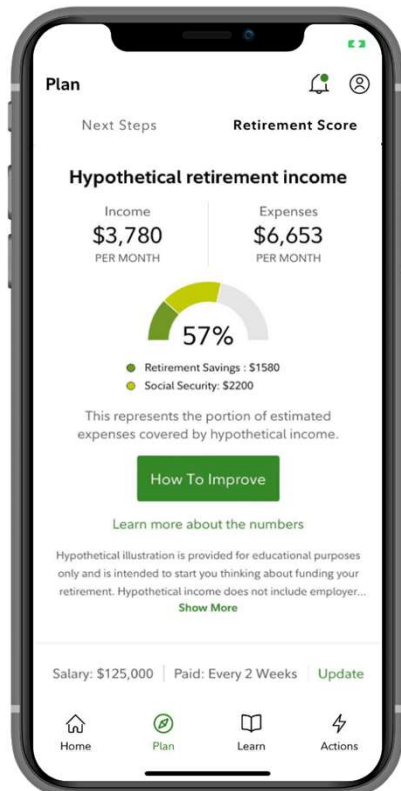 Plan
Next Steps Retirement Score
Hypothetical retirement income
Income Expenses
$3,780 $6,653
PER MONTH PER MONTH
57%
Retirement Savings : $1580
Social Security: $2200
This represents the portion of estimated
expenses covered by hypothetical income.
How To Improve
Learn more about the numbers
Hypothetical illustration is provided for educational purposes
only and is intended to start you thinking about funding your
retirement. Hypothetical income does not include employer...
Show More
Salary: $125,000 Paid: Every 2 Weeks Update
Home Plan Learn Actions